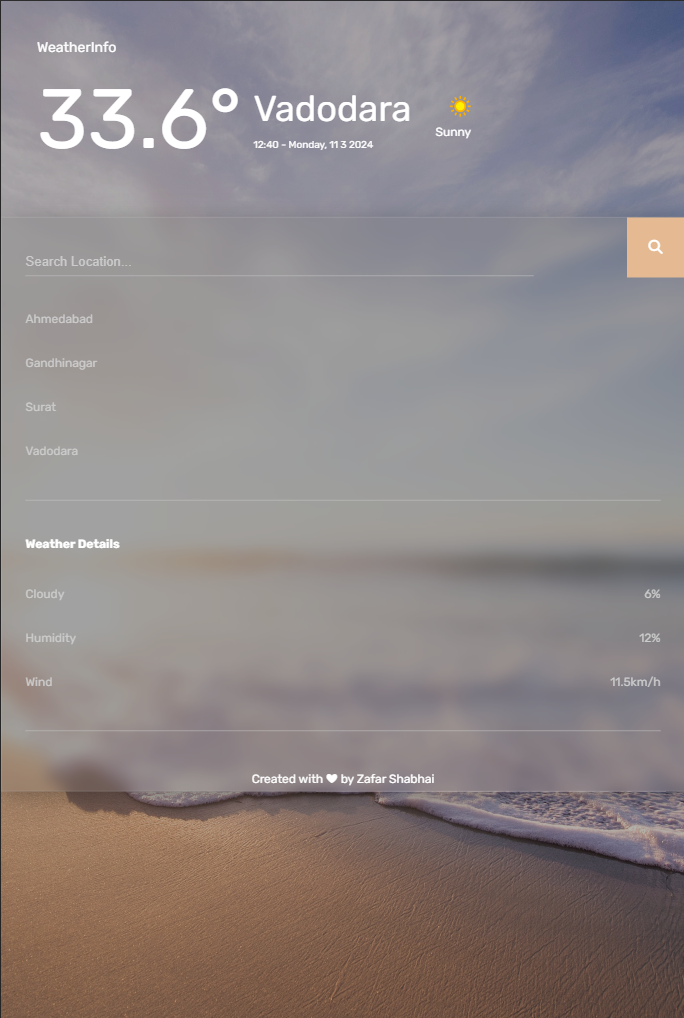 WeatherInfo
33.6°
Vadodara
12:40 - Monday, 11 3 2024
Sunny
Search Location...
Ahmedabad
Gandhinagar
Surat
Vadodara
Weather Details
Cloudy 6%
Humidity 12%
Wind 11.5km/h
Created with ❤ by Zafar Shabhai